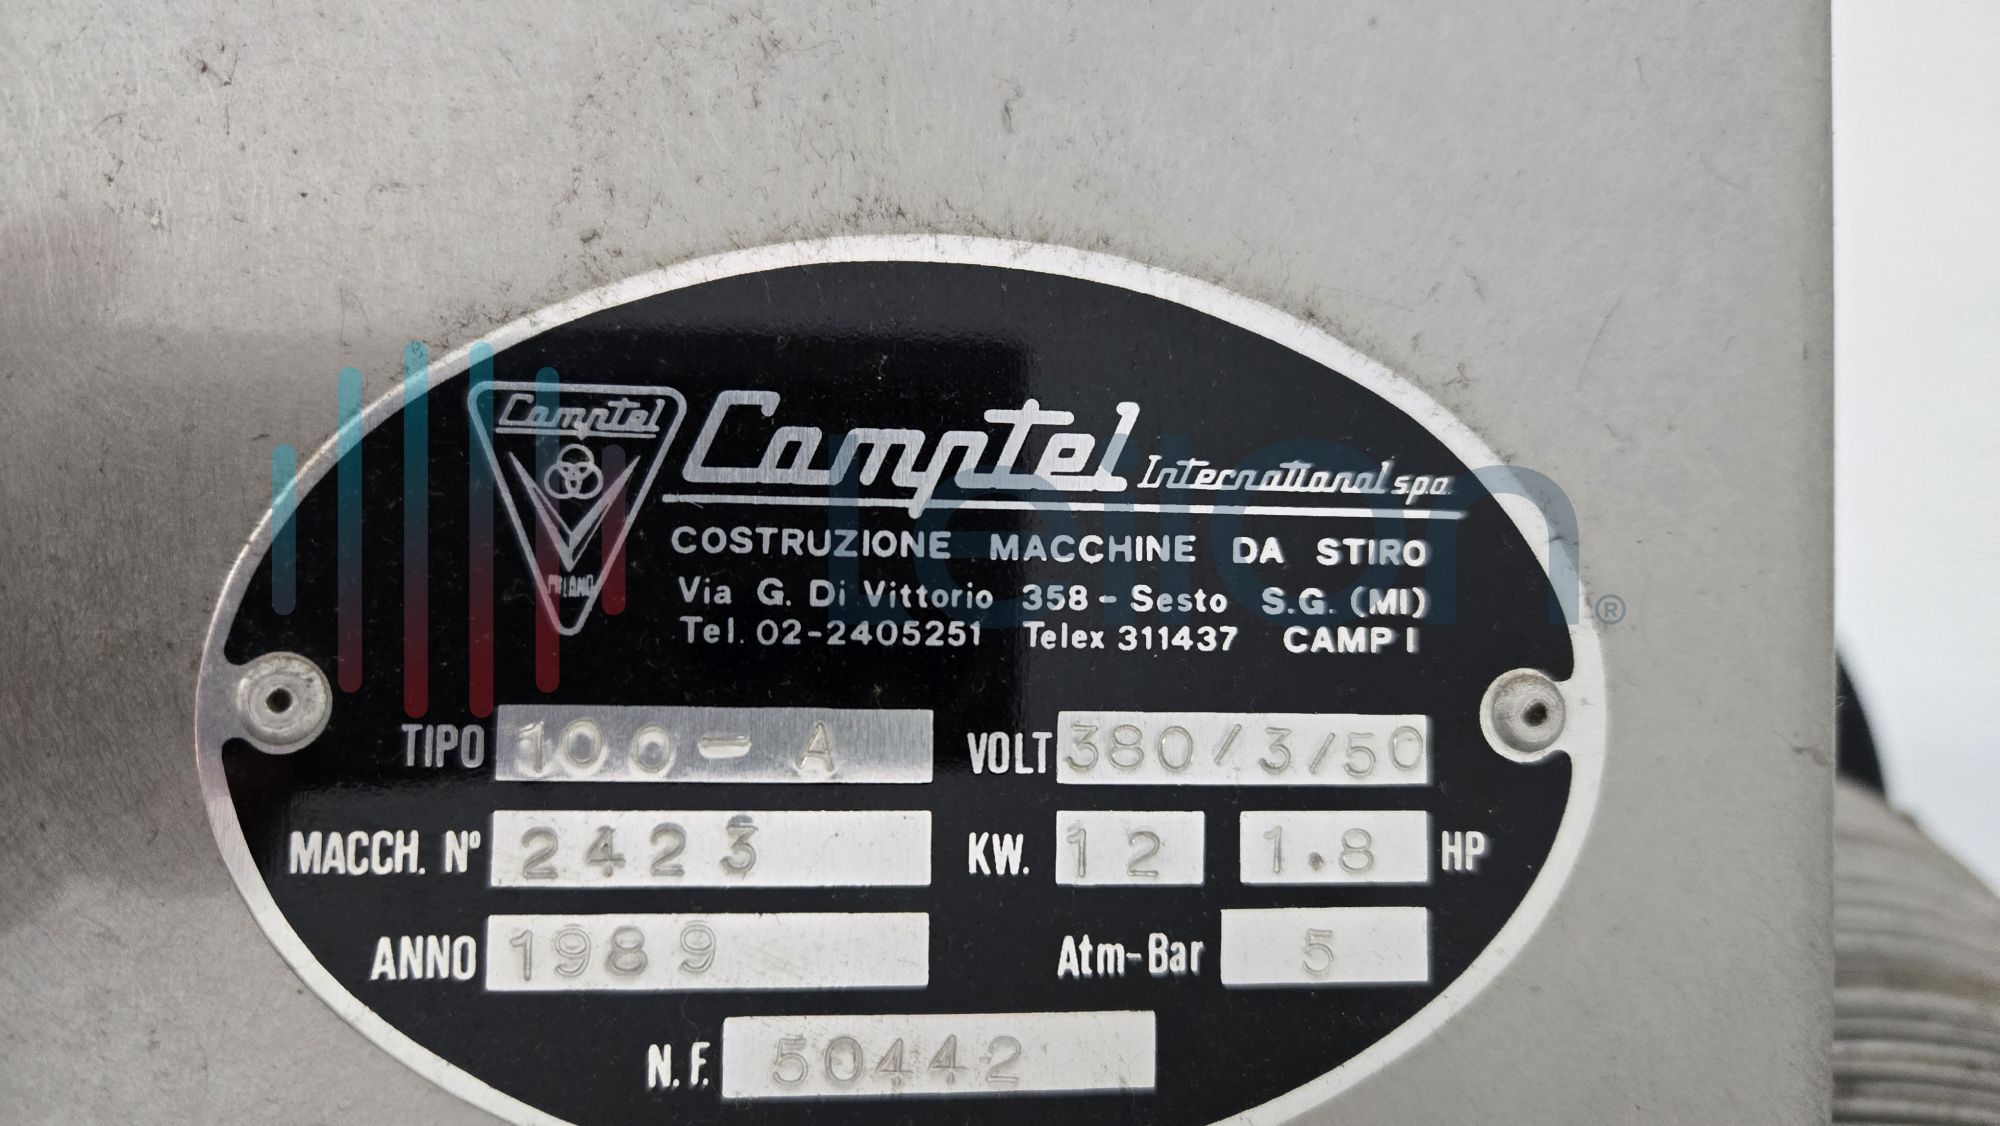 Camptel
MILANO
Camptel International s.p.a.
COSTRUZIONE MACCHINE DA STIRO
Via G. Di Vittorio 358 - Sesto S.G. (MI)
Tel. 02-2405251 Telex 311437 CAMP I
TIPO 100-A VOLT 380/3/50
MACCH. Nº 2423 KW. 12 1.8 HP
ANNO 1989 Atm-Bar 5
N.F. 50442
relion®